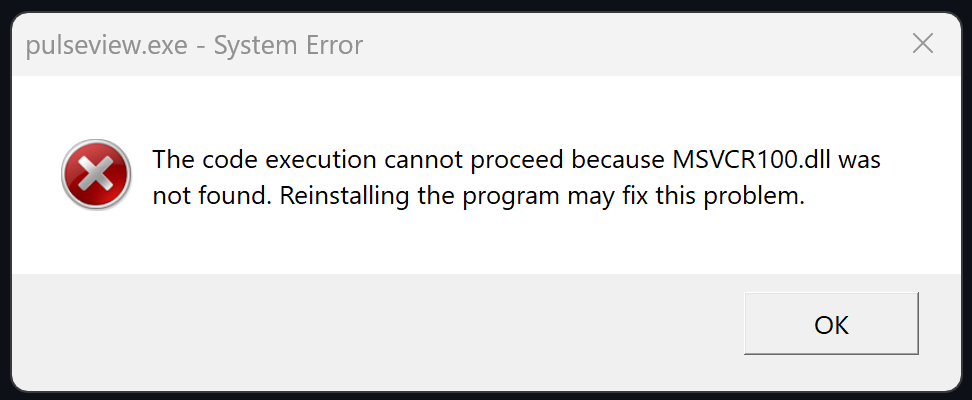 pulseview.exe - System Error
The code execution cannot proceed because MSVCR100.dll was
not found. Reinstalling the program may fix this problem.
OK